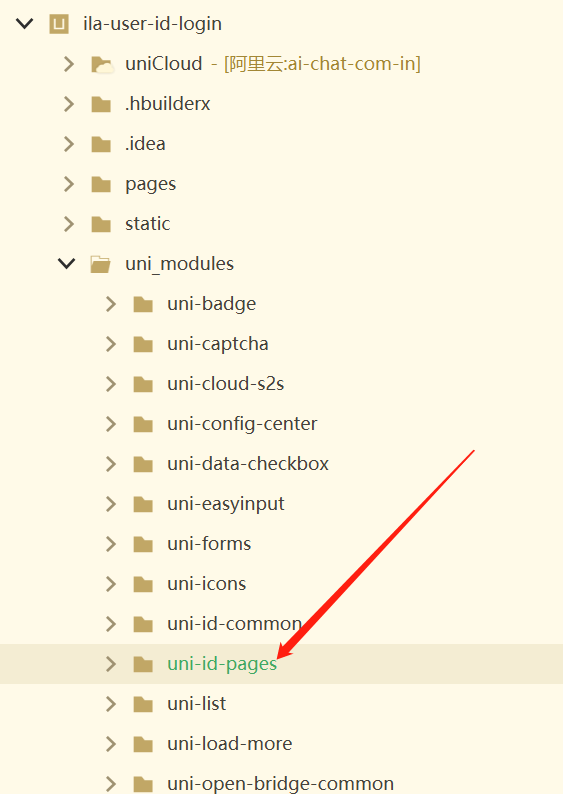 ila-user-id-login
uniCloud - [阿里云:ai-chat-com-in]
.hbuilderx
.idea
pages
static
uni_modules
uni-badge
uni-captcha
uni-cloud-s2s
uni-config-center
uni-data-checkbox
uni-easyinput
uni-forms
uni-icons
uni-id-common
uni-id-pages
uni-list
uni-load-more
uni-open-bridge-common